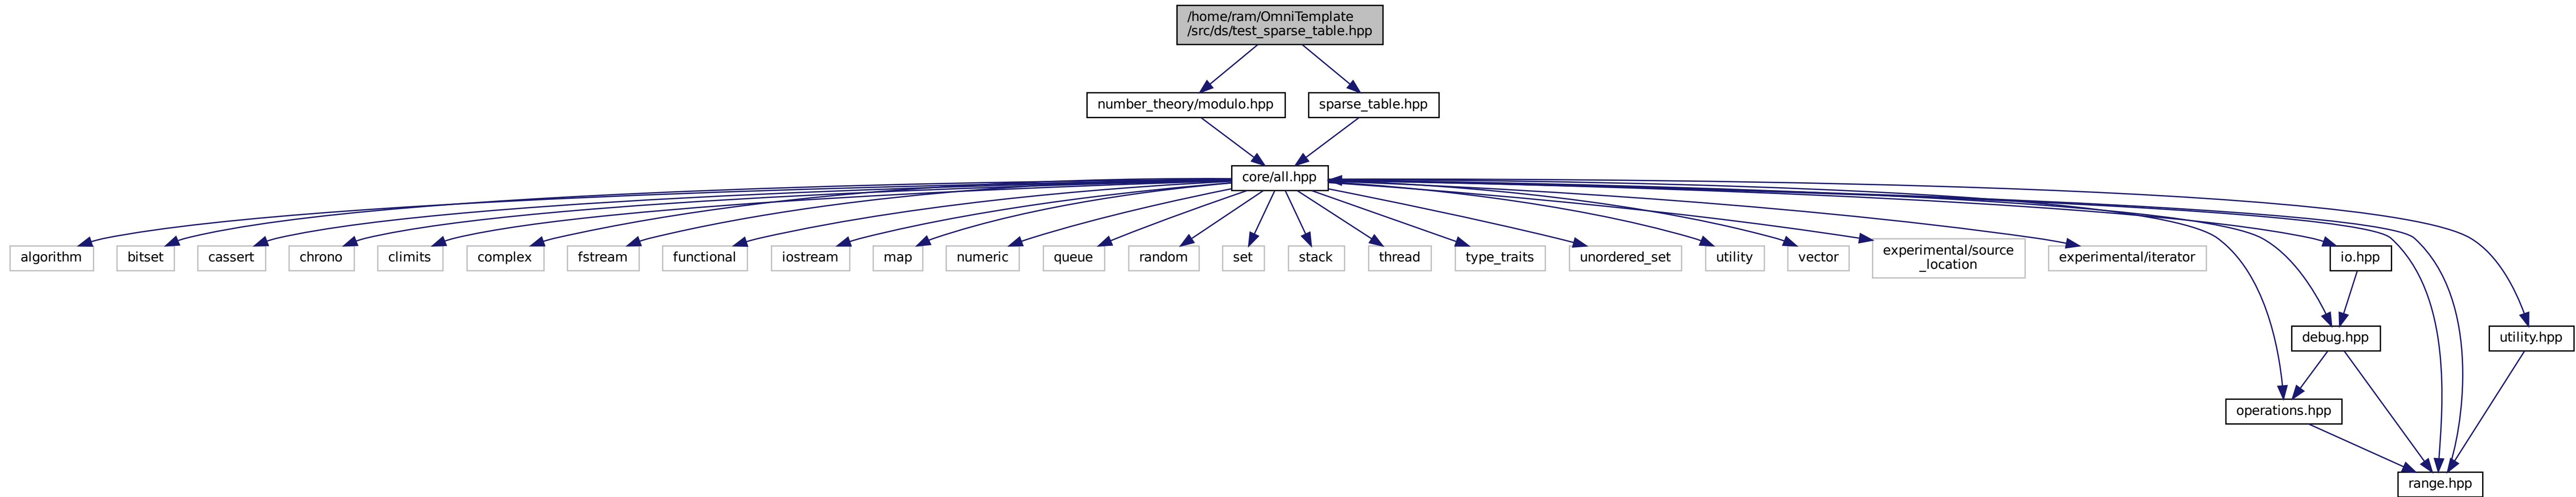 /home/ram/OmniTemplate
/src/ds/test_sparse_table.hpp
number_theory/modulo.hpp
sparse_table.hpp
core/all.hpp
algorithm
bitset
cassert
chrono
climits
complex
fstream
functional
iostream
map
numeric
queue
random
set
stack
thread
type_traits
unordered_set
utility
vector
experimental/source
_location
experimental/iterator
io.hpp
debug.hpp
utility.hpp
operations.hpp
range.hpp